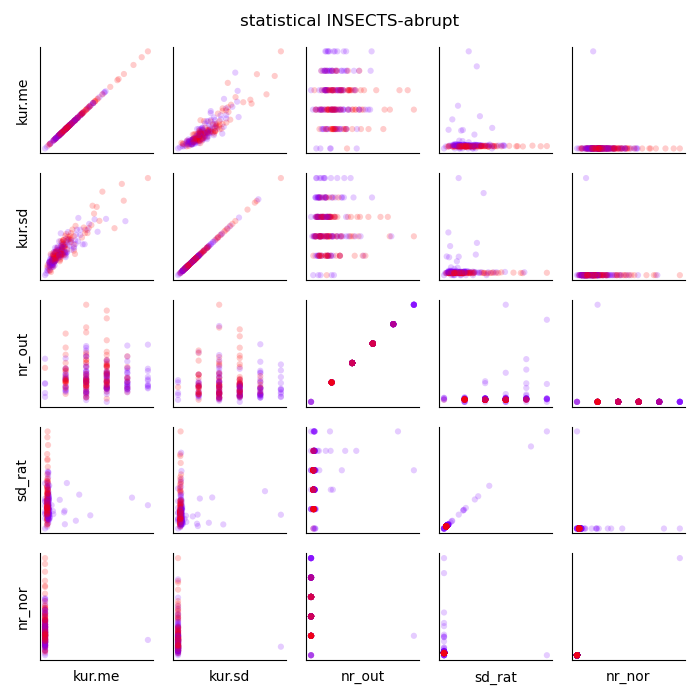 statistical INSECTS-abrupt
kur.me
kur.sd
nr_out
sd_rat
nr_nor
kur.me kur.sd nr_out sd_rat nr_nor